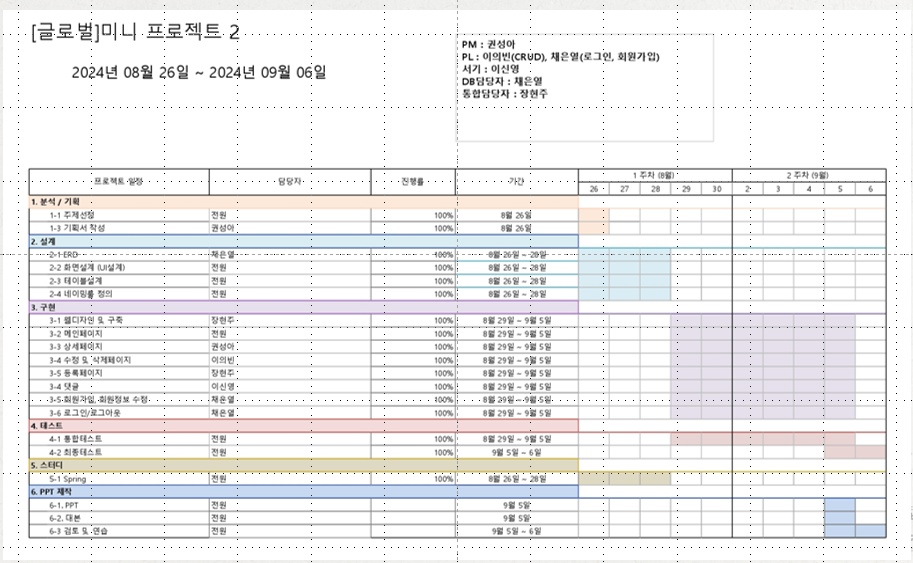 [글로벌]미니 프로젝트 2
2024년 08월 26일 ~ 2024년 09월 06일
PM : 권성아
PL : 이의빈(CRUD), 채은열(로그인, 회원가입)
서기 : 이신영
DB담당자 : 채은열
통합담당자 : 장현주
프로젝트 일정 담당자 진행률 기간 1 주차 (8월) 2 주차 (9월)
26 27 28 29 30 2 3 4 5 6
1. 분석 / 기획
1-1 주제선정 전원 100% 8월 26일
1-3 기획서 작성 권성아 100% 8월 26일
2. 설계
2-1 ERD 채은열 100% 8월 26일 ~ 28일
2-2 화면설계 (UI설계) 전원 100% 8월 26일 ~ 28일
2-3 테이블설계 전원 100% 8월 26일 ~ 28일
2-4 네이밍룰 정의 전원 100% 8월 26일 ~ 28일
3. 구현
3-1 웹디자인 및 구축 장현주 100% 8월 29일 ~ 9월 5일
3-2 메인페이지 전원 100% 8월 29일 ~ 9월 5일
3-3 상세페이지 권성아 100% 8월 29일 ~ 9월 5일
3-4 수정 및 삭제페이지 이의빈 100% 8월 29일 ~ 9월 5일
3-5 등록페이지 장현주 100% 8월 29일 ~ 9월 5일
3-4 댓글 이신영 100% 8월 29일 ~ 9월 5일
3-5 회원가입, 회원정보 수정 채은열 100% 8월 29일 ~ 9월 5일
3-6 로그인/로그아웃 채은열 100% 8월 29일 ~ 9월 5일
4. 테스트
4-1 통합테스트 전원 100% 8월 29일 ~ 9월 5일
4-2 최종테스트 전원 9월 5일 ~ 6일
5. 스터디
5-1 Spring 전원 100% 8월 26일 ~ 28일
6. PPT 제작
6-1. PPT 전원 9월 5일
6-2. 대본 전원 9월 5일
6-3 검토 및 연습 전원 9월 5일 ~ 6일